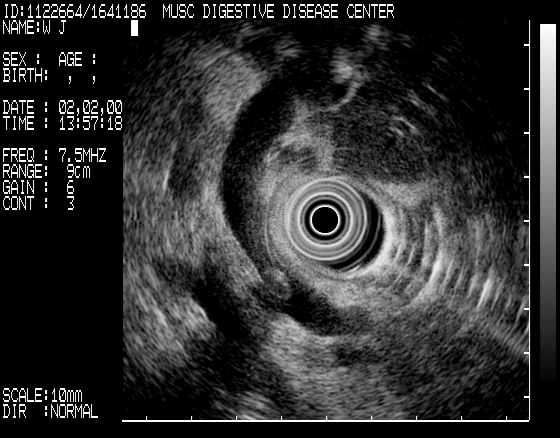 ID:1122664/1641186 MUSC DIGESTIVE DISEASE CENTER
NAME:W J
SEX : AGE :
BIRTH: , ,
DATE : 02,02,00
TIME : 13:57:18
FREQ : 7.5MHZ
RANGE: 9cm
GAIN : 6
CONT : 3
SCALE:10mm
DIR :NORMAL